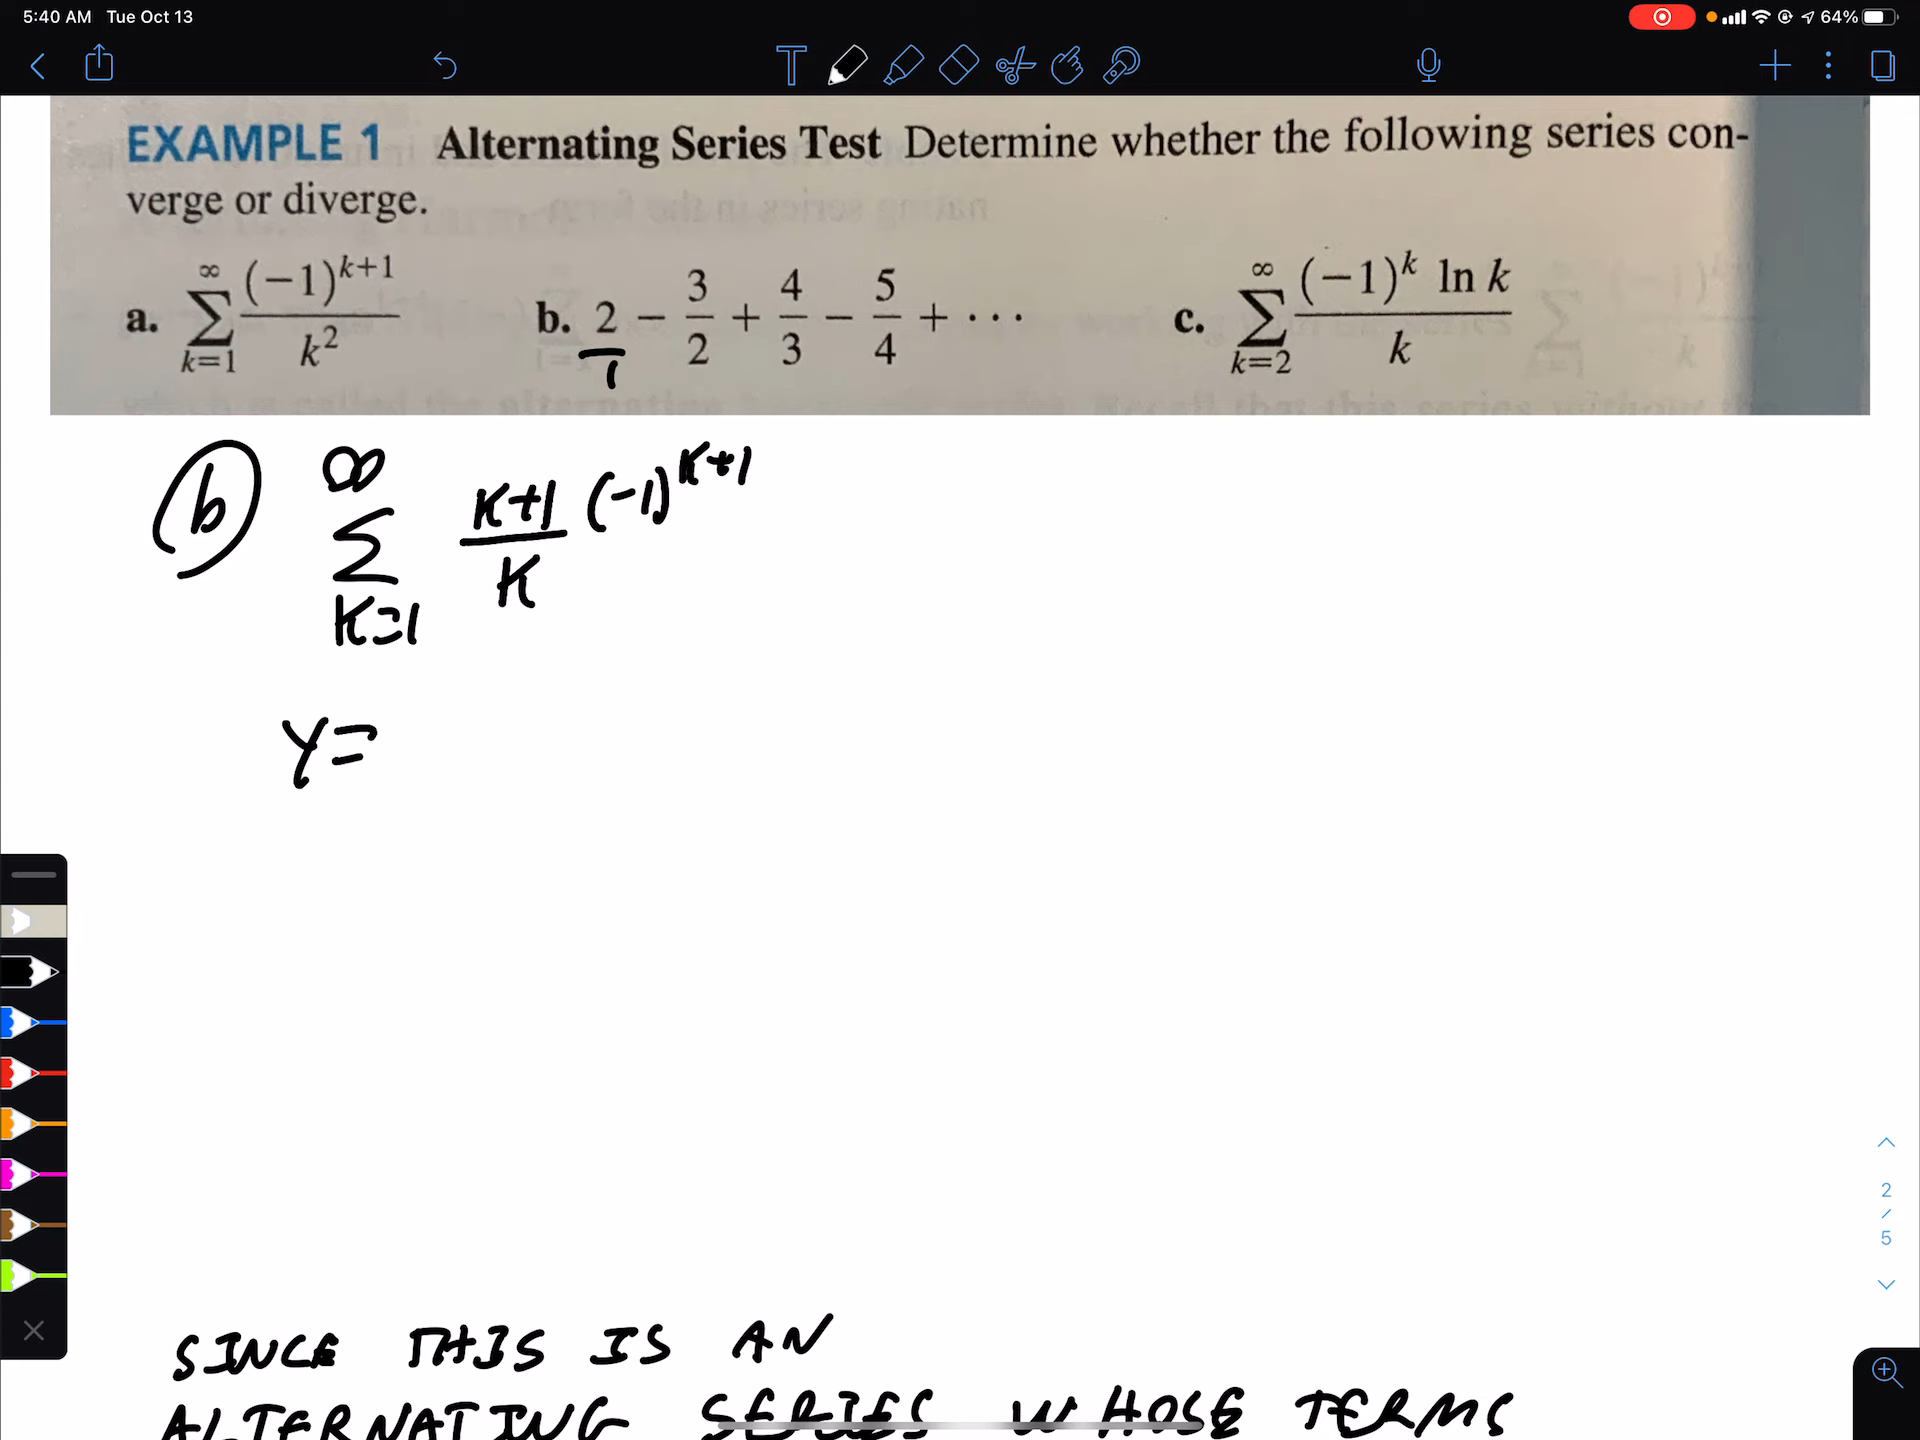 5:40 AM Tue Oct 13
64%
EXAMPLE 1 Alternating Series Test Determine whether the following series con-
verge or diverge.
a. ∞ ∑ k=1 (−1)^{k+1} / k² b. 2/1 − 3/2 + 4/3 − 5/4 + ··· c. ∞ ∑ k=2 (−1)^k ln k / k
(b) ∞ ∑ K=1 K+1 / K (-1)^{K+1}
Y=
2
/
5
SINCE THIS IS AN
ALTERNATING SERIES WHOSE TERMS